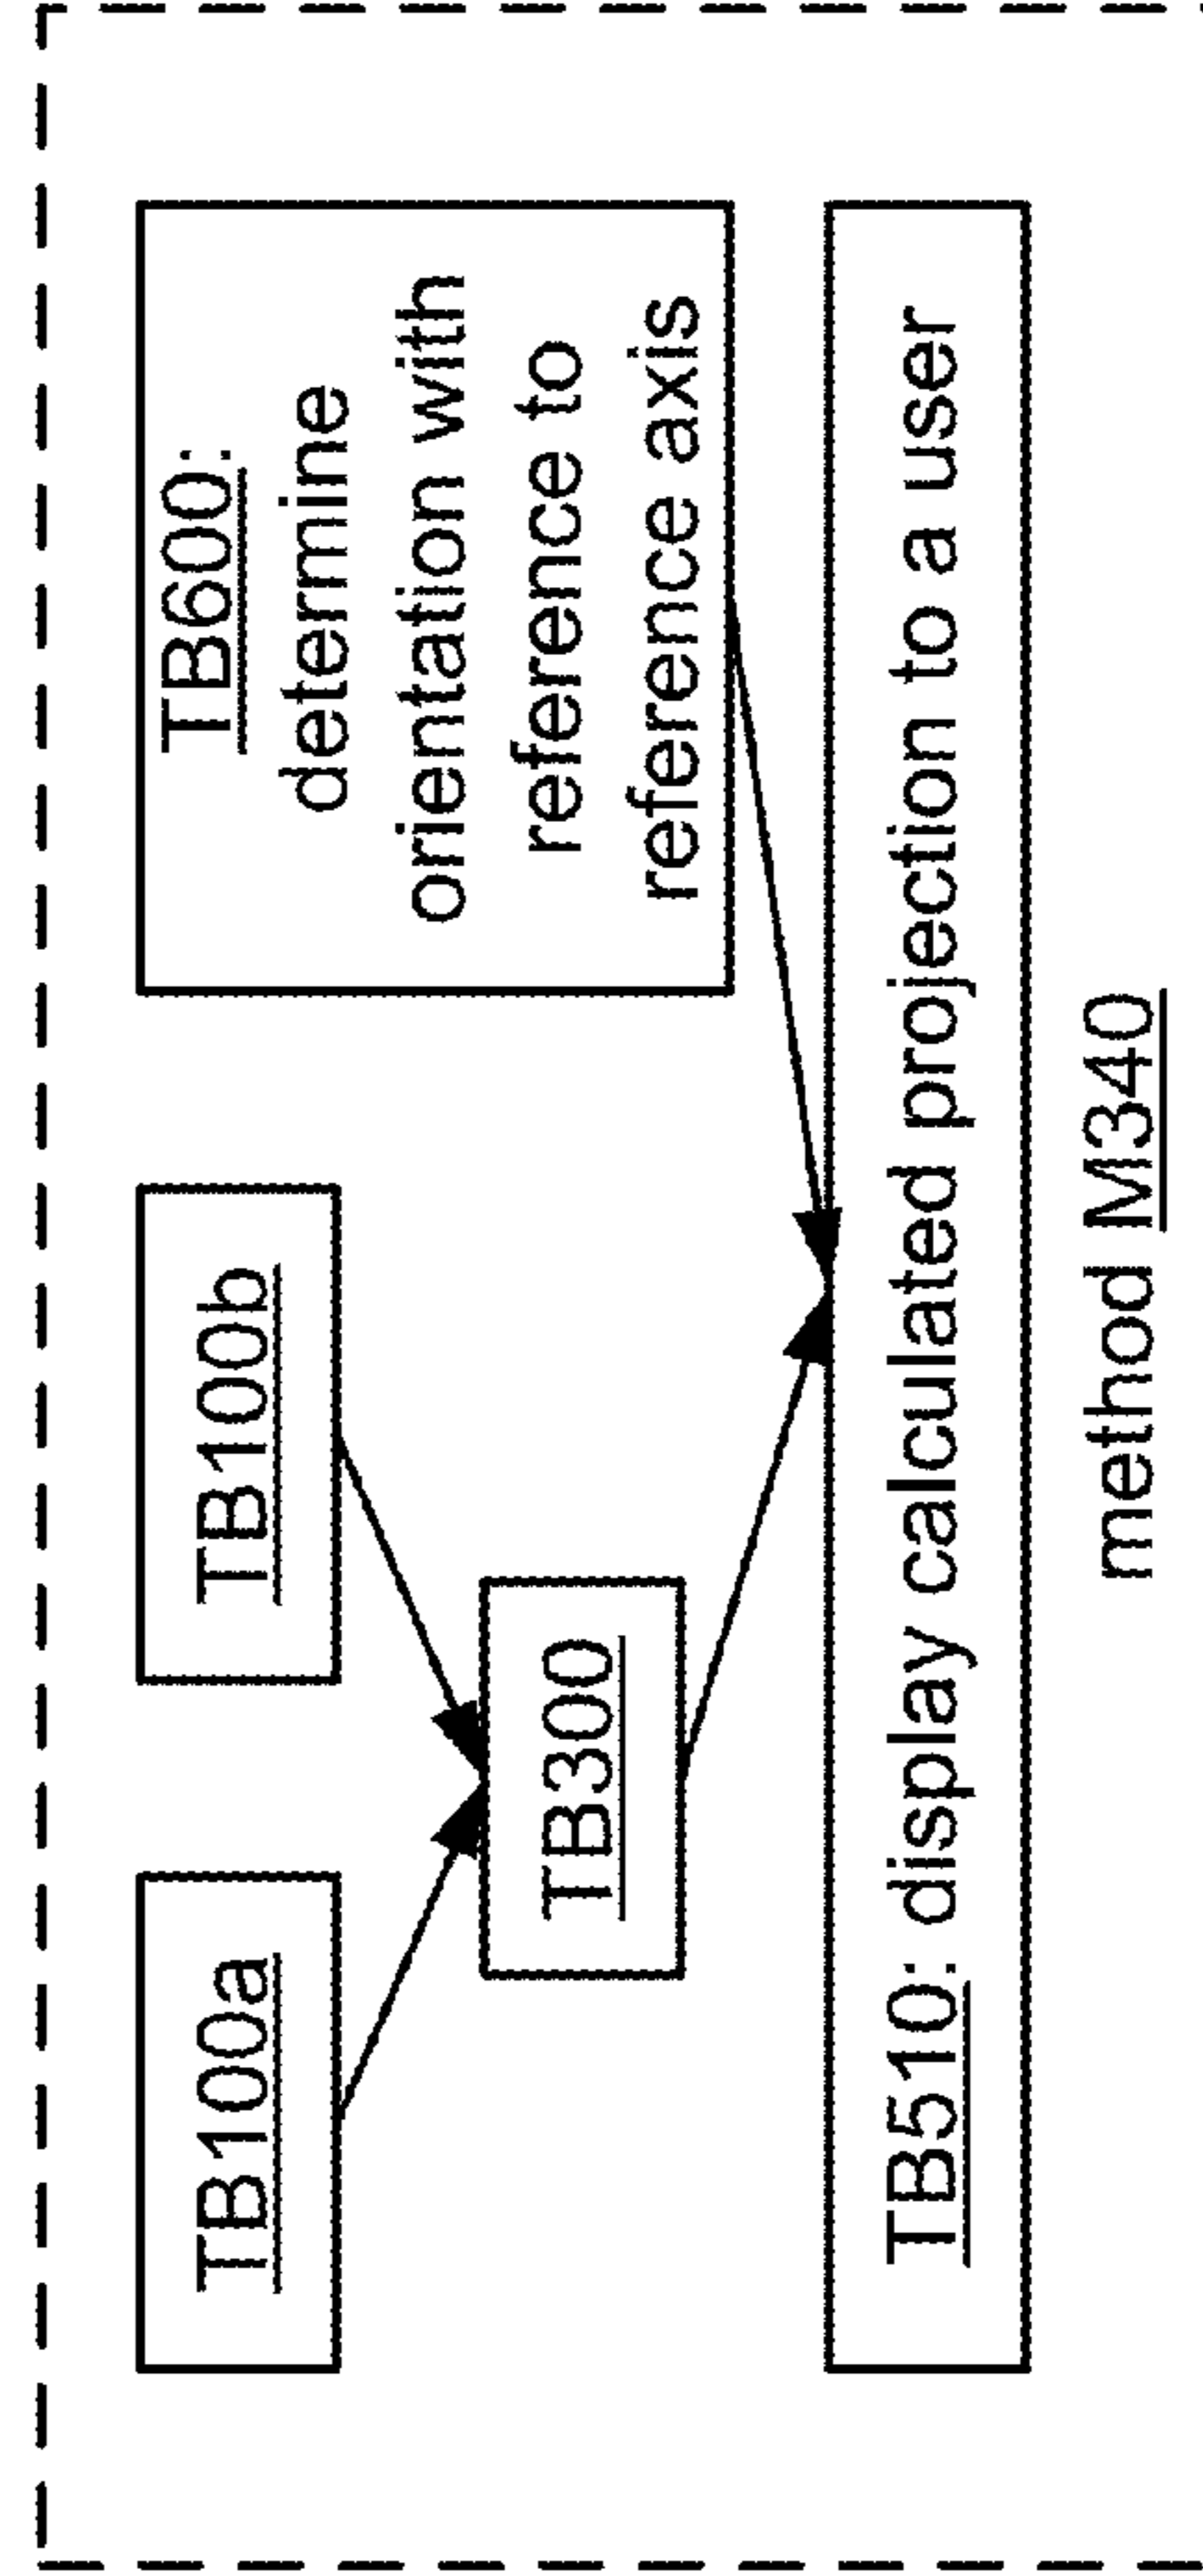 TB100a
TB100b
TB600:
determine
orientation with
reference to
reference axis
TB300
TB510: display calculated projection to a user
method M340